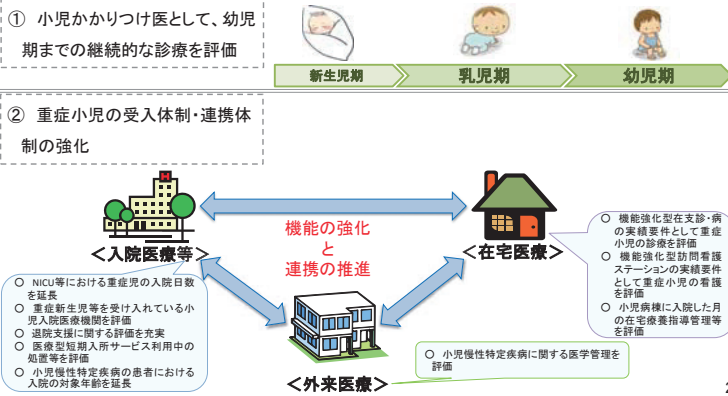 ① 小児かかりつけ医として、幼児
期までの継続的な診療を評価
新生児期
乳児期
幼児期
② 重症小児の受入体制・連携体
制の強化
H
機能の強化
と
連携の推進
＜入院医療等＞
＜在宅医療＞
○ NICU等における重症児の入院日数
を延長
○ 重症新生児等を受け入れている小
児入院医療機関を評価
○ 退院支援に関する評価を充実
○ 医療型短期入所サービス利用中の
処置等を評価
○ 小児慢性特定疾病の患者における
入院の対象年齢を延長
○ 機能強化型在支診・病
の実績要件として重症
小児の診療を評価
○ 機能強化型訪問看護
ステーションの実績要件
として重症小児の看護
を評価
○ 小児病棟に入院した月
の在宅療養指導管理等
を評価
＜外来医療＞
○ 小児慢性特定疾病に関する医学管理を
評価